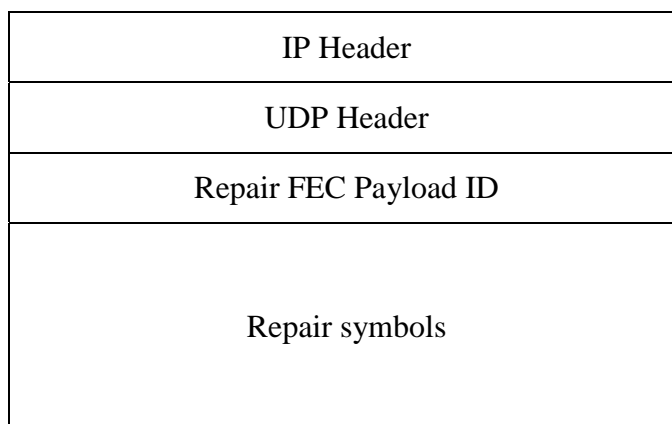 IP Header
UDP Header
Repair FEC Payload ID
Repair symbols